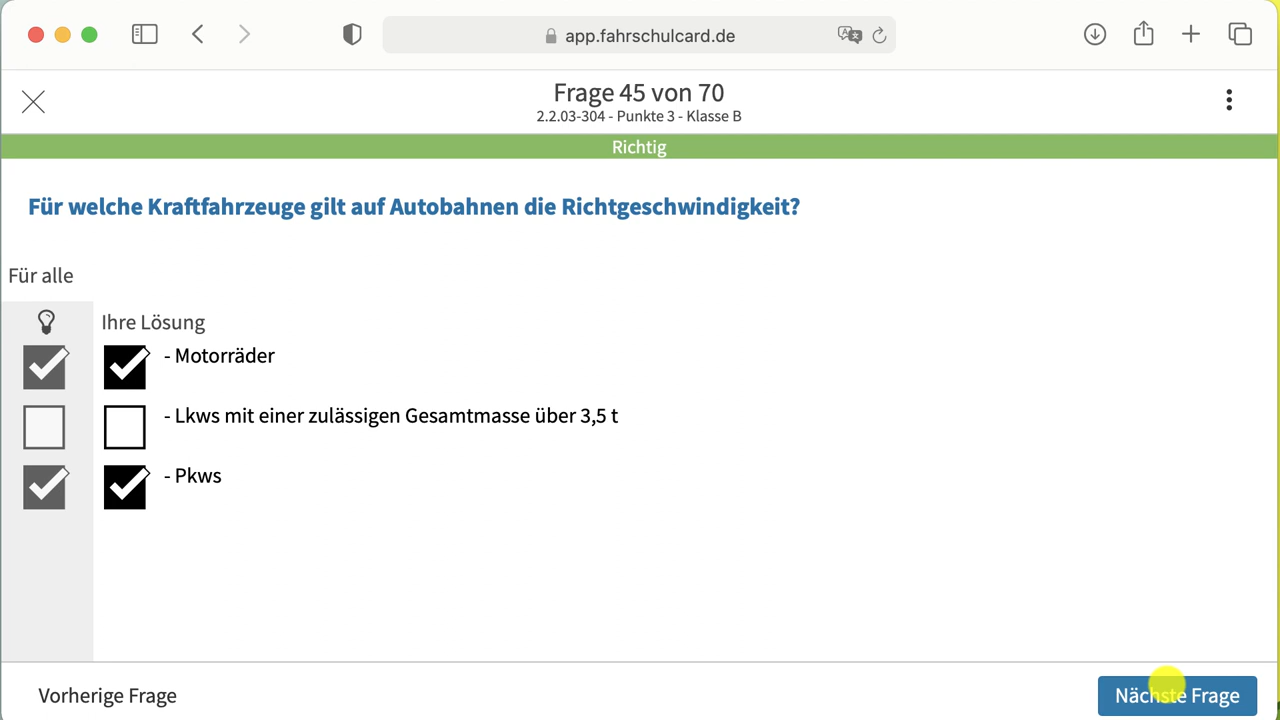 app.fahrschulcard.de
Frage 45 von 70
2.2.03-304 - Punkte 3 - Klasse B
Richtig
Für welche Kraftfahrzeuge gilt auf Autobahnen die Richtgeschwindigkeit?
Für alle
Ihre Lösung
- Motorräder
- Lkws mit einer zulässigen Gesamtmasse über 3,5 t
- Pkws
Vorherige Frage
Nächste Frage